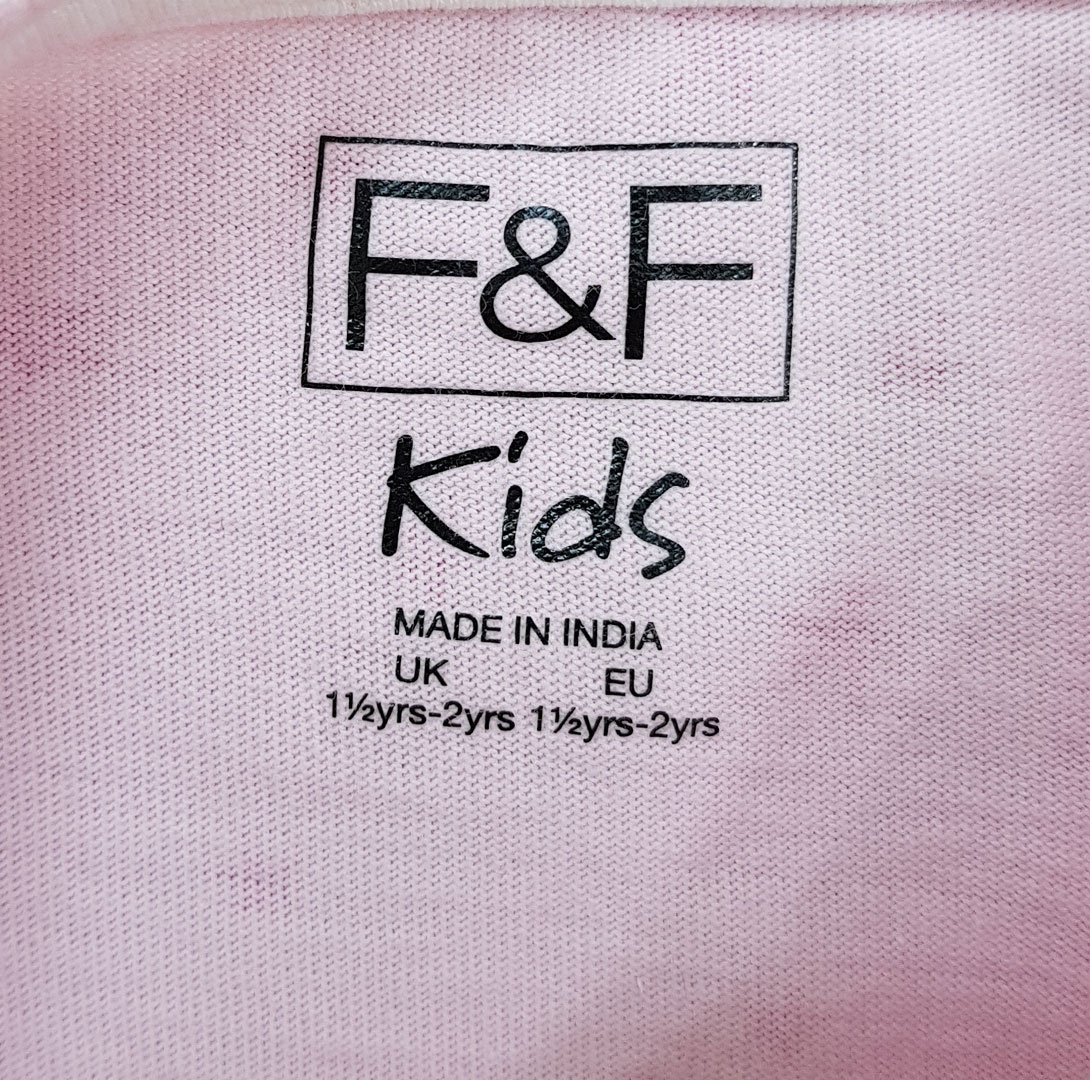 F&F
Kids
MADE IN INDIA
UK EU
1½yrs-2yrs 1½yrs-2yrs